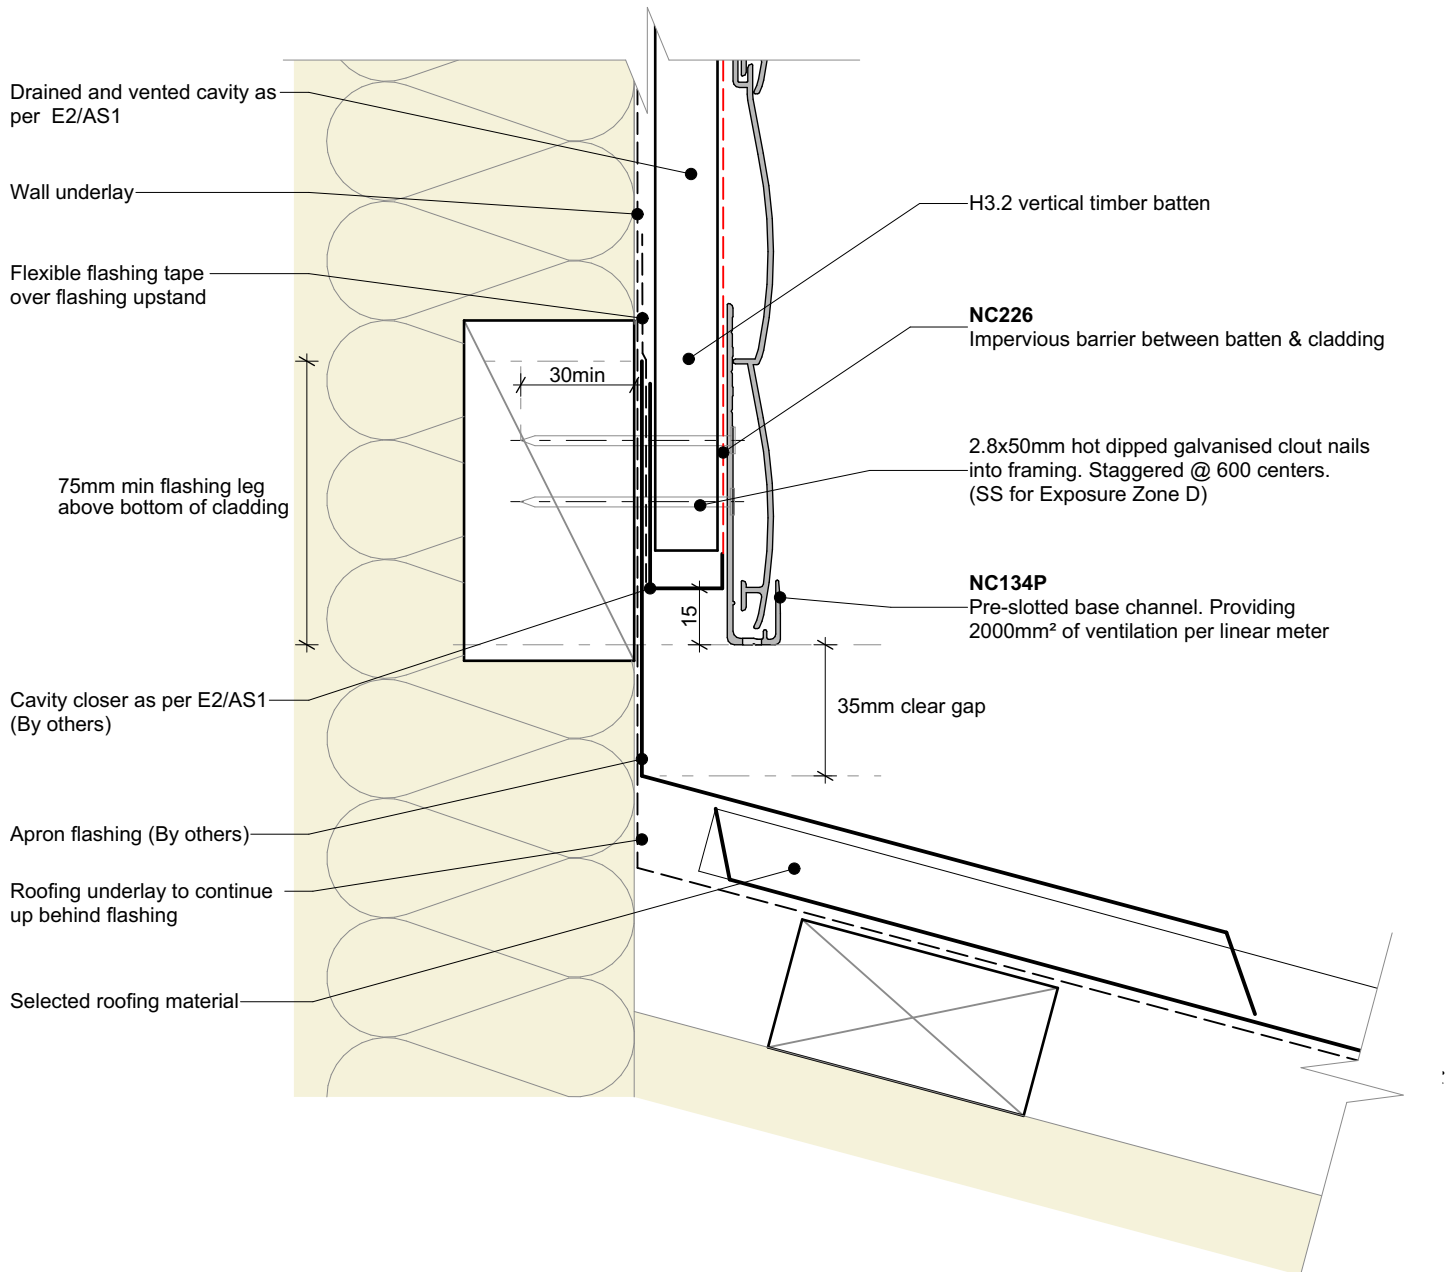 Drained and vented cavity as
per E2/AS1
Wall underlay
Flexible flashing tape
over flashing upstand
30min
75mm min flashing leg
above bottom of cladding
15
Cavity closer as per E2/AS1
(By others)
Apron flashing (By others)
Roofing underlay to continue
up behind flashing
Selected roofing material
H3.2 vertical timber batten
NC226
Impervious barrier between batten & cladding
2.8x50mm hot dipped galvanised clout nails
into framing. Staggered @ 600 centers.
(SS for Exposure Zone D)
NC134P
Pre-slotted base channel. Providing
2000mm² of ventilation per linear meter
35mm clear gap